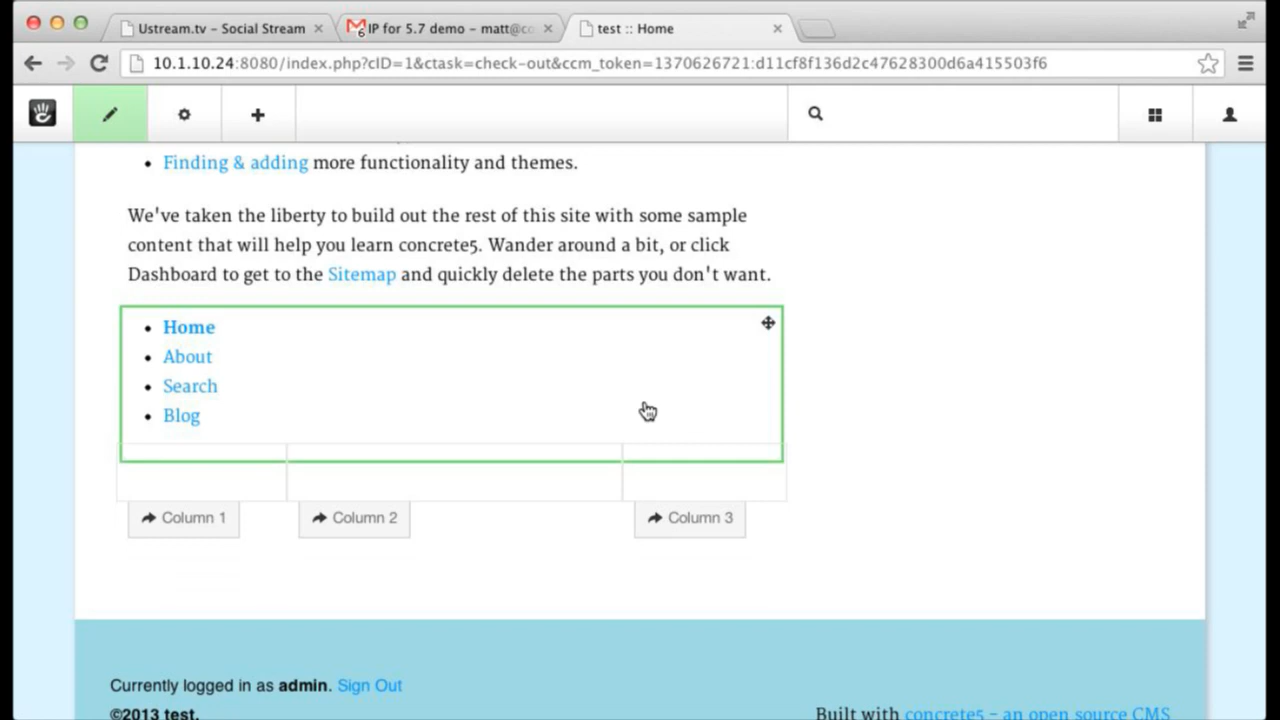 Ustream.tv - Social Stream
6
IP for 5.7 demo - matt@co
test :: Home
10.1.10.24:8080/index.php?cID=1&ctask=check-out&ccm_token=1370626721:d11cf8f136d2c47628300d6a415503f6
Finding & adding more functionality and themes.
We've taken the liberty to build out the rest of this site with some sample
content that will help you learn concrete5. Wander around a bit, or click
Dashboard to get to the Sitemap and quickly delete the parts you don't want.
Home
About
Search
Blog
Column 1
Column 2
Column 3
Currently logged in as admin. Sign Out
©2013 test.
Built with concrete5 - an open source CMS